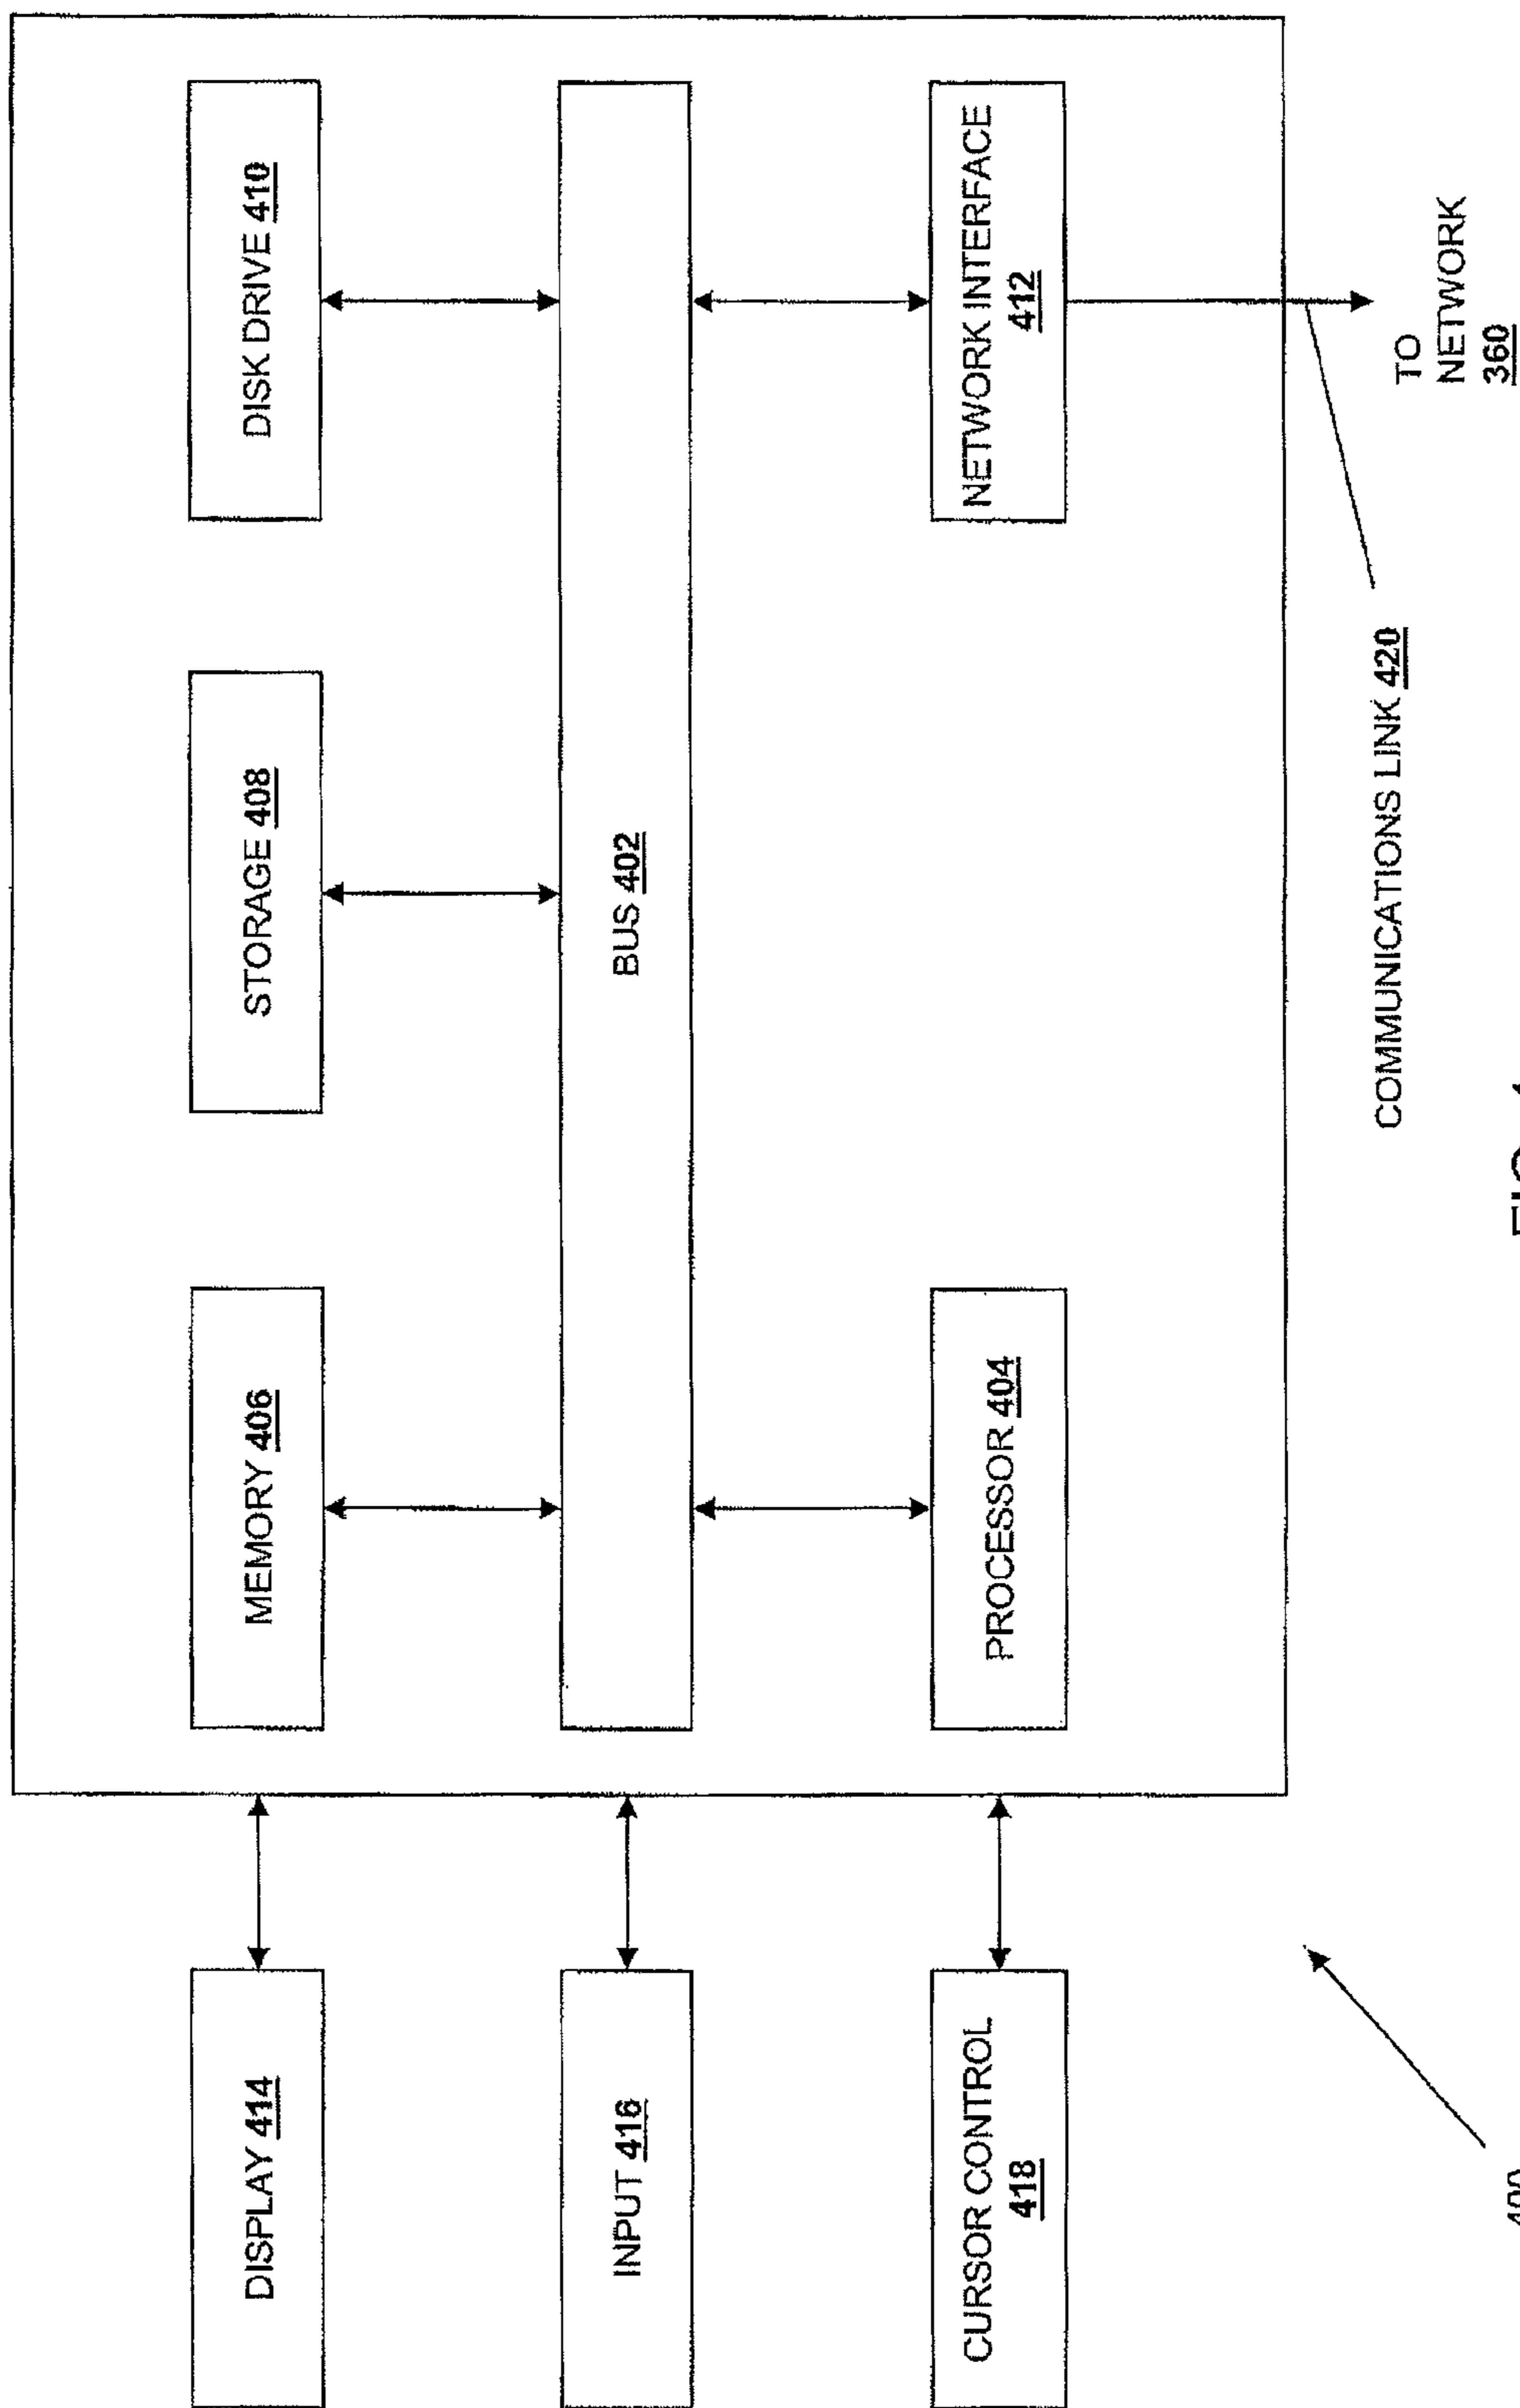 DISPLAY 414
MEMORY 406
STORAGE 408
DISK DRIVE 410
INPUT 416
BUS 402
CURSOR CONTROL
418
PROCESSOR 404
NETWORK INTERFACE
412
COMMUNICATIONS LINK 420
TO
NETWORK
360
400